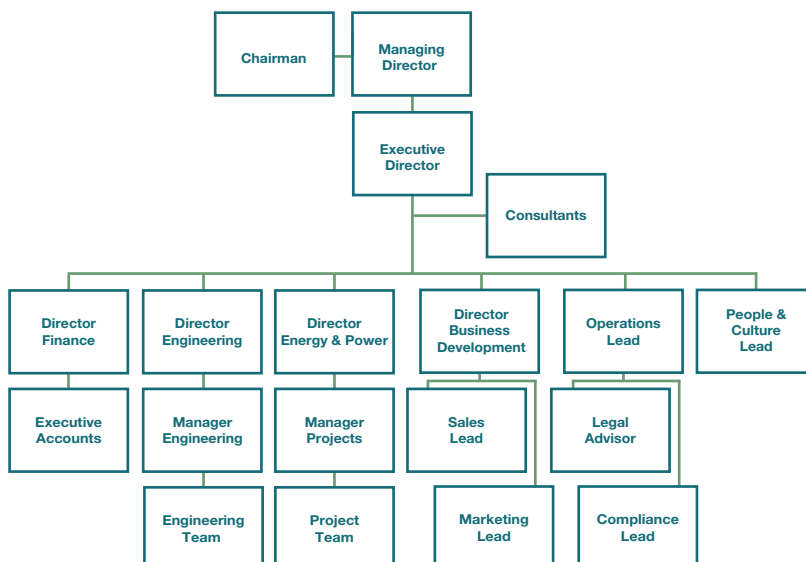 Chairman
Managing
Director
Executive
Director
Consultants
Director
Finance
Director
Engineering
Director
Energy & Power
Director
Business
Development
Operations
Lead
People &
Culture
Lead
Executive
Accounts
Manager
Engineering
Manager
Projects
Sales
Lead
Legal
Advisor
Engineering
Team
Project
Team
Marketing
Lead
Compliance
Lead